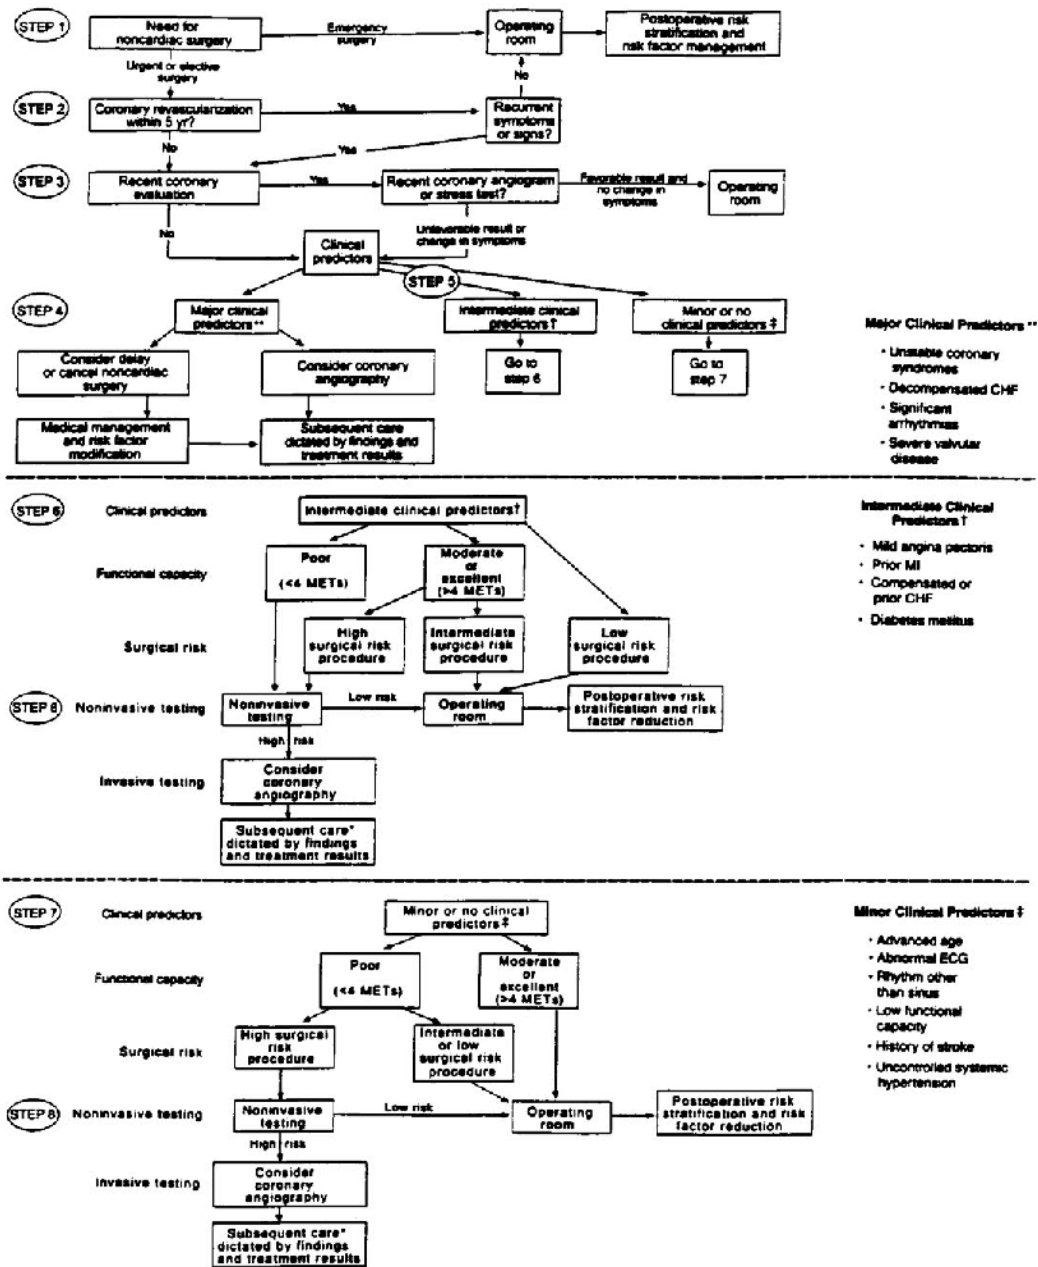 STEP 1
Need for
noncardiac surgery
Emergency
surgery
Operating
room
Postoperative risk
stratification and
risk factor management
Urgent or elective
surgery
No
STEP 2
Coronary revascularization
within 5 yr?
Yes
Recurrent
symptoms
or signs?
No
Yes
STEP 3
Recent coronary
evaluation
Yes
Recent coronary angiogram
or stress test?
Favorable result and
no change in
symptoms
Operating
room
No
Unfavorable result or
change in symptoms
Clinical
predictors
STEP 5
STEP 4
Major clinical
predictors**
Intermediate clinical
predictors†
Minor or no
clinical predictors ‡
Consider delay
or cancel noncardiac
surgery
Consider coronary
angiography
Go to
step 6
Go to
step 7
Medical management
and risk factor
modification
Subsequent care
dictated by findings and
treatment results
Major Clinical Predictors **
• Unstable coronary
syndromes
• Decompensated CHF
• Significant
arrhythmias
• Severe valvular
disease
STEP 6
Clinical predictors
Intermediate clinical predictors†
Functional capacity
Poor
(<4 METs)
Moderate
or
excellent
(>4 METs)
Surgical risk
High
surgical risk
procedure
Intermediate
surgical risk
procedure
Low
surgical risk
procedure
STEP 8
Noninvasive testing
Noninvasive
testing
Low risk
Operating
room
Postoperative risk
stratification and risk
factor reduction
High risk
Invasive testing
Consider
coronary
angiography
Subsequent care*
dictated by findings
and treatment results
Intermediate Clinical
Predictors †
• Mild angina pectoris
• Prior MI
• Compensated or
prior CHF
• Diabetes mellitus
STEP 7
Clinical predictors
Minor or no clinical
predictors ‡
Functional capacity
Poor
(<4 METs)
Moderate
or
excellent
(>4 METs)
Surgical risk
High surgical
risk
procedure
Intermediate
or low
surgical risk
procedure
STEP 8
Noninvasive testing
Noninvasive
testing
Low risk
Operating
room
Postoperative risk
stratification and risk
factor reduction
High risk
Invasive testing
Consider
coronary
angiography
Subsequent care*
dictated by findings
and treatment results
Minor Clinical Predictors ‡
• Advanced age
• Abnormal ECG
• Rhythm other
than sinus
• Low functional
capacity
• History of stroke
• Uncontrolled systemic
hypertension